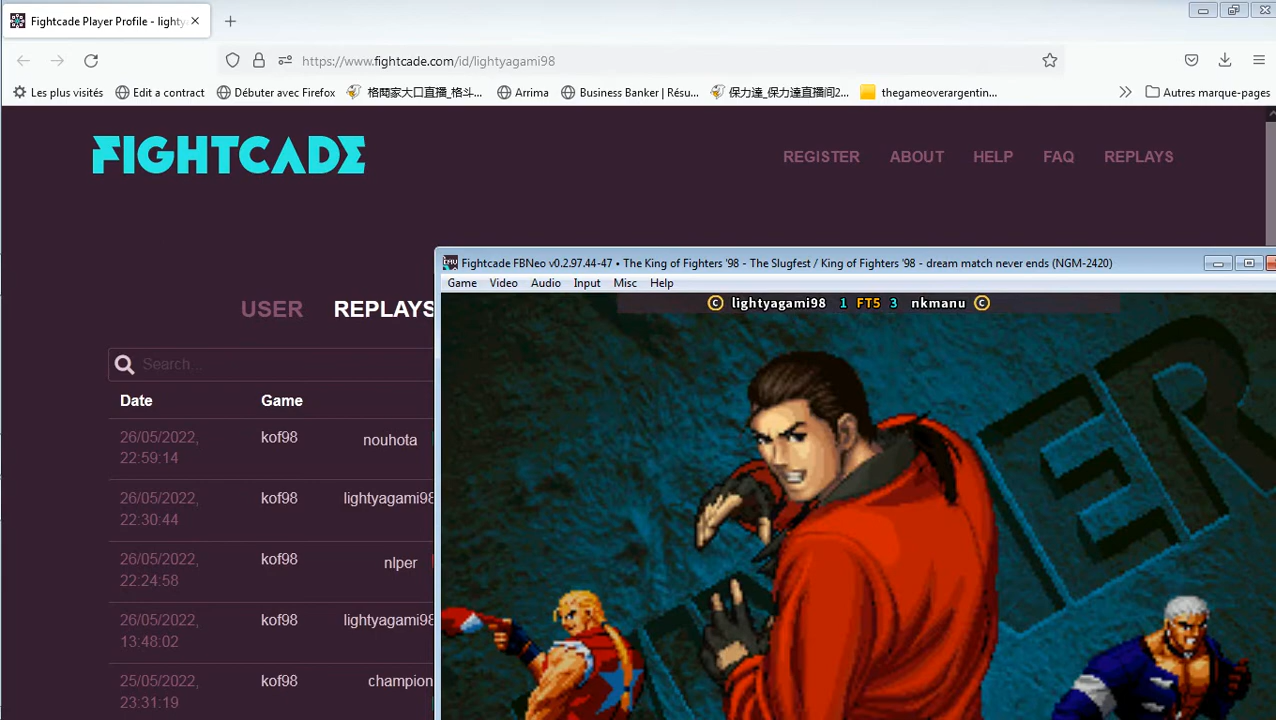 Fightcade Player Profile - lighty
https://www.fightcade.com/id/lightyagami98
Les plus visités Edit a contract Débuter avec Firefox 格闘家大口直播_格斗... Arrima Business Banker | Résu... 保力達_保力達直播间2... thegameoverargentin... Autres marque-pages
FIGHTCADE
REGISTER ABOUT HELP FAQ REPLAYS
Fightcade FBNeo v0.2.97.44-47 • The King of Fighters '98 - The Slugfest / King of Fighters '98 - dream match never ends (NGM-2420)
Game Video Audio Input Misc Help
© lightyagami98 1 FT5 3 nkmanu ©
USER REPLAYS
Search...
Date Game
26/05/2022,
22:59:14
kof98 nouhota
26/05/2022,
22:30:44
kof98 lightyagami98
26/05/2022,
22:24:58
kof98 nlper
26/05/2022,
13:48:02
kof98 lightyagami98
25/05/2022,
23:31:19
kof98 champion
ER